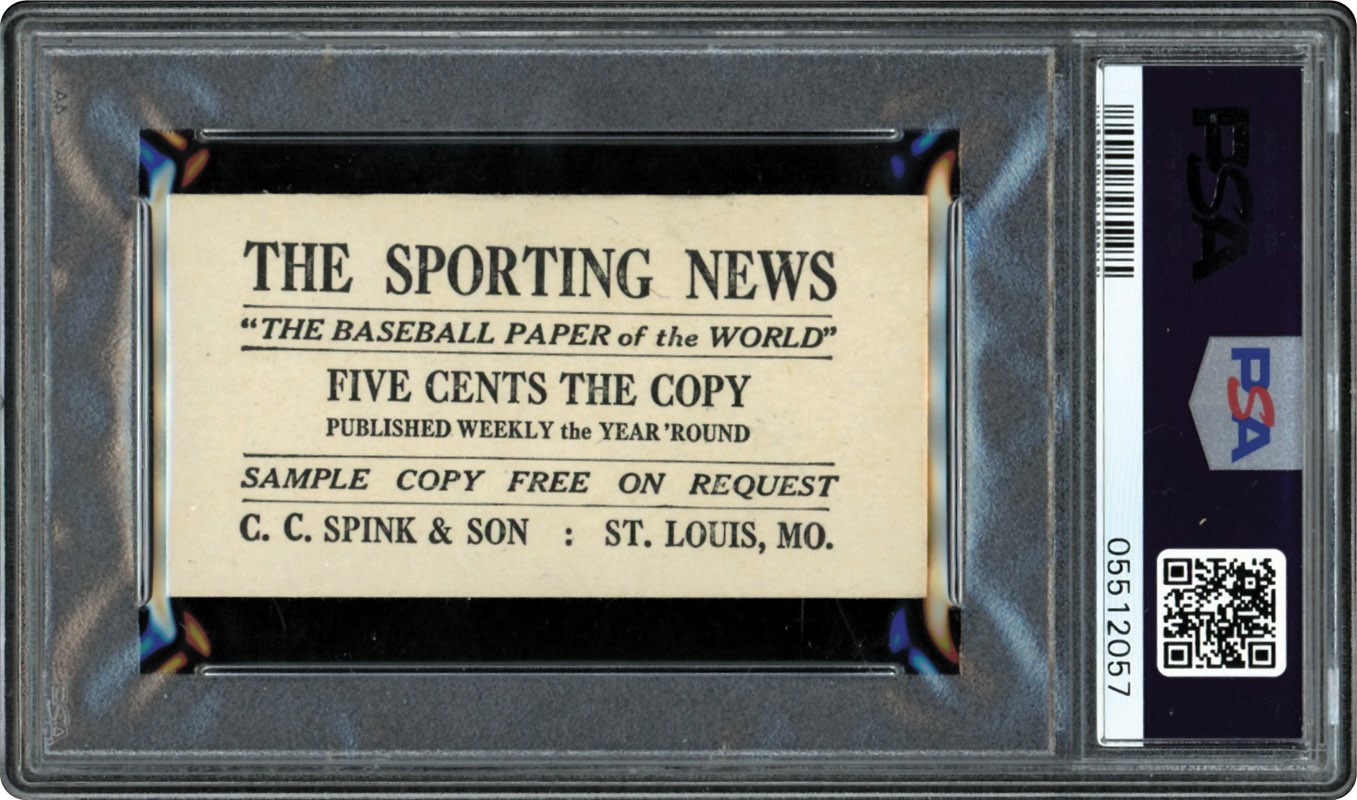 THE SPORTING NEWS
“THE BASEBALL PAPER of the WORLD”
FIVE CENTS THE COPY
PUBLISHED WEEKLY the YEAR ’ROUND
SAMPLE COPY FREE ON REQUEST
C. C. SPINK & SON : ST. LOUIS, MO.
PSA
PSA
05512057
PSA